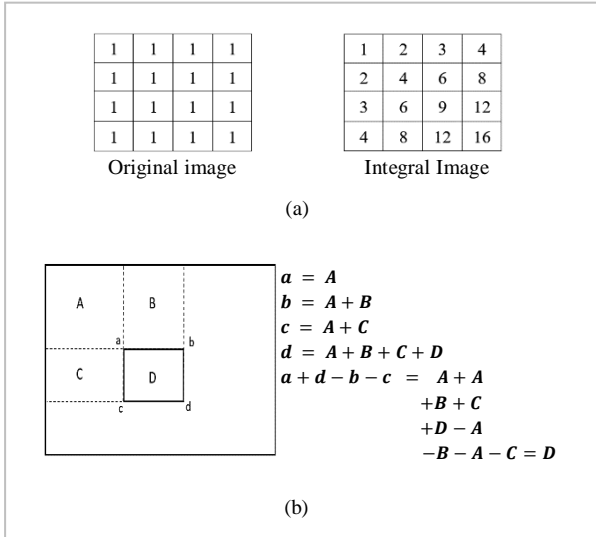 1 1 1 1 1 2 3 4
1 1 1 1 2 4 6 8
1 1 1 1 3 6 9 12
1 1 1 1 4 8 12 16
Original image Integral Image
(a)
A B
a b
C D
c d
a = A
b = A + B
c = A + C
d = A + B + C + D
a + d − b − c = A + A
+B + C
+D − A
−B − A − C = D
(b)